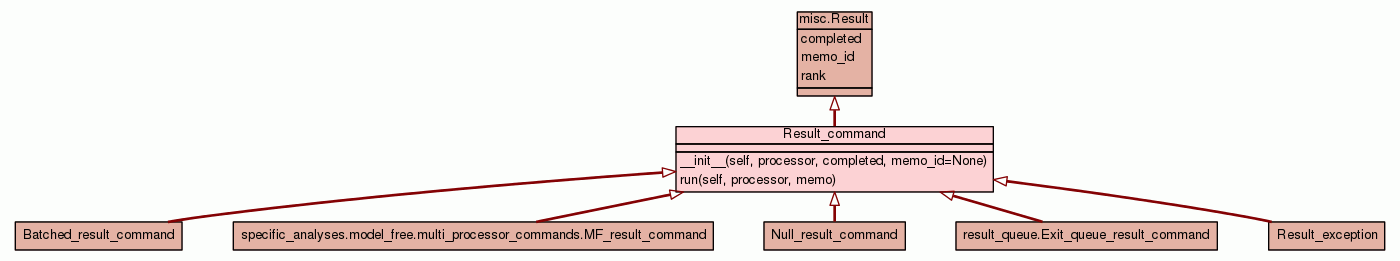 misc.Result
completed
memo_id
rank
Result_command
__init__(self, processor, completed, memo_id=None)
run(self, processor, memo)
Batched_result_command
specific_analyses.model_free.multi_processor_commands.MF_result_command
Null_result_command
result_queue.Exit_queue_result_command
Result_exception